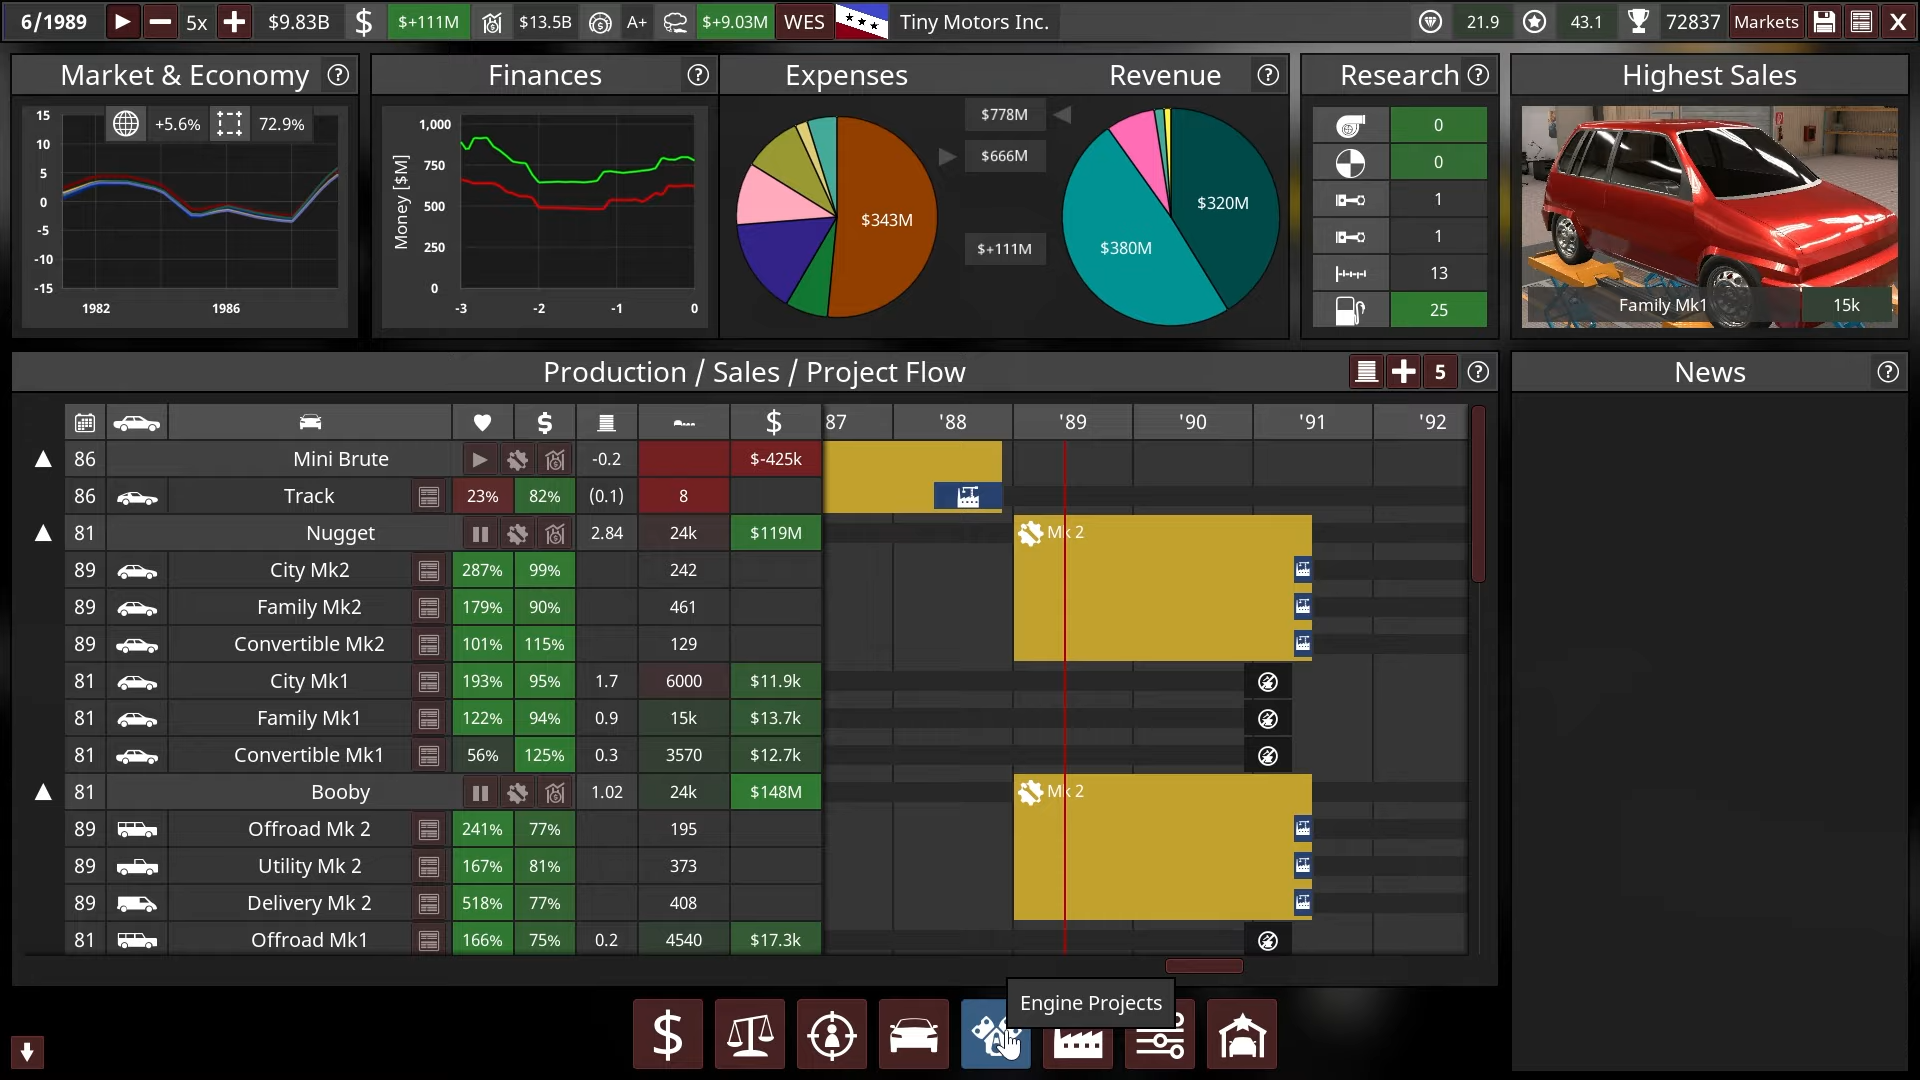 6/1989 5x $9.83B $+111M $13.5B A+ $+9.03M WES Tiny Motors Inc. 21.9 43.1 72837 Markets
Market & Economy
+5.6% 72.9%
15
10
5
0
-5
-10
-15
1982 1986
Finances
Money [$M]
1,000
750
500
250
0
-3 -2 -1 0
Expenses Revenue
$778M
$666M
$+111M
$343M
$380M
$320M
Research
0
0
1
1
13
25
Highest Sales
Family Mk1 15k
Production / Sales / Project Flow 5
$ $ 87 '88 '89 '90 '91 '92
86 Mini Brute -0.2 $-425k
86 Track 23% 82% (0.1) 8
81 Nugget 2.84 24k $119M Mk 2
89 City Mk2 287% 99% 242
89 Family Mk2 179% 90% 461
89 Convertible Mk2 101% 115% 129
81 City Mk1 193% 95% 1.7 6000 $11.9k
81 Family Mk1 122% 94% 0.9 15k $13.7k
81 Convertible Mk1 56% 125% 0.3 3570 $12.7k
81 Booby 1.02 24k $148M Mk 2
89 Offroad Mk 2 241% 77% 195
89 Utility Mk 2 167% 81% 373
89 Delivery Mk 2 518% 77% 408
81 Offroad Mk1 166% 75% 0.2 4540 $17.3k
News
Engine Projects